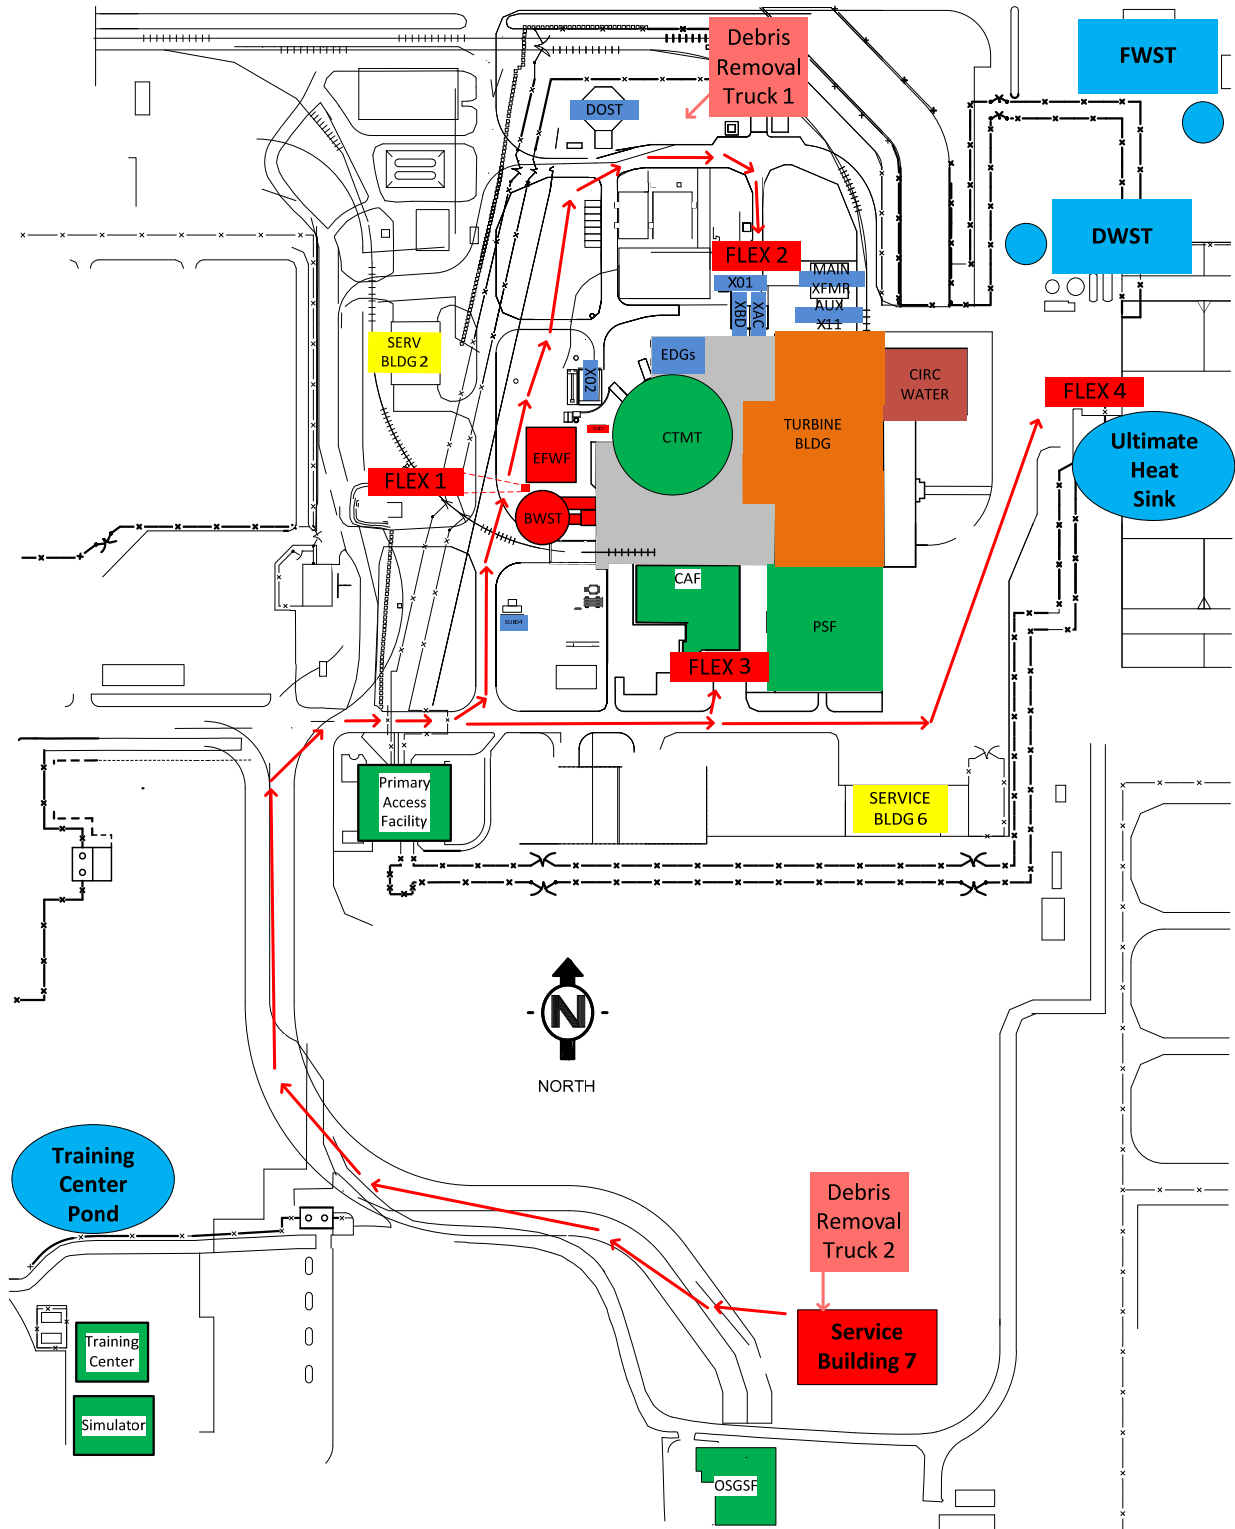 Debris
Removal
Truck 1
FWST
DOST
DWST
FLEX 2
MAIN
XFMR
X01
AUX
X11
XBD
XAC
SERV
BLDG 2
EDGs
X02
CIRC
WATER
FLEX 4
CTMT
TURBINE
BLDG
Ultimate
Heat
Sink
EFWF
FLEX 1
BWST
CAF
SUB04
PSF
FLEX 3
Primary
Access
Facility
SERVICE
BLDG 6
N
NORTH
Training
Center
Pond
Debris
Removal
Truck 2
Service
Building 7
Training
Center
Simulator
OSGSF